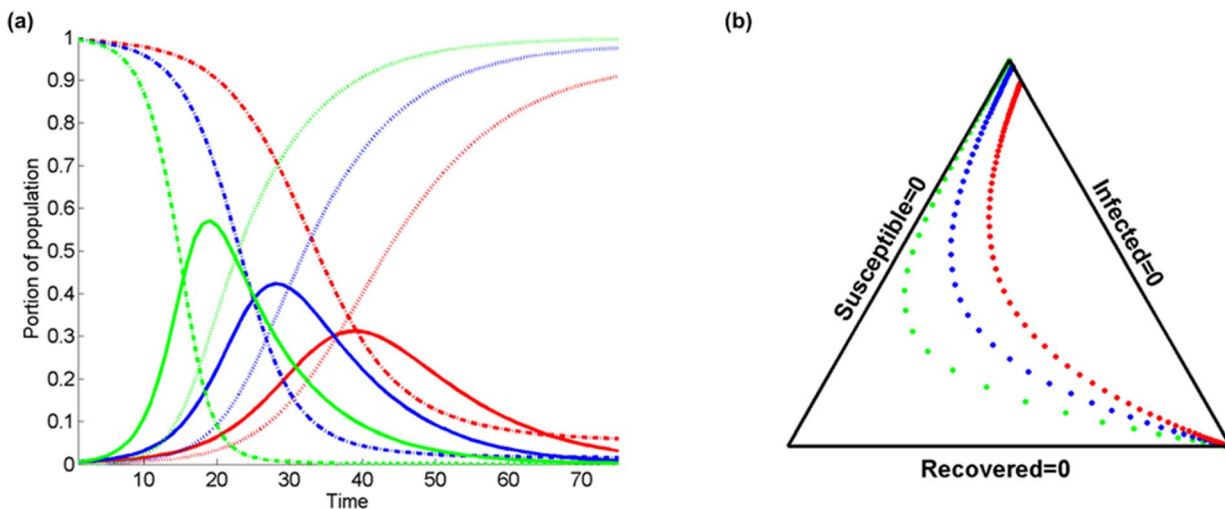 (a)
1
0.9
0.8
0.7
0.6
0.5
0.4
0.3
0.2
0.1
0
Portion of population
10 20 30 40 50 60 70
Time
(b)
Susceptible=0
Infected=0
Recovered=0